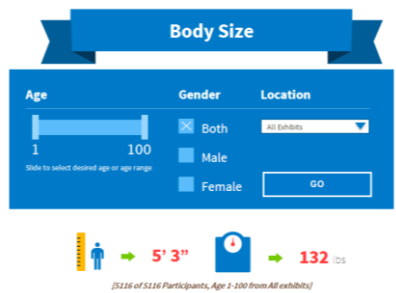 Body Size
Age Gender Location
Both
All Exhibits
1 100
Male
Slide to select desired age or age range
Female
GO
5' 3” 132 lbs
[5116 of 5116 Participants, Age 1-100 from All exhibits]